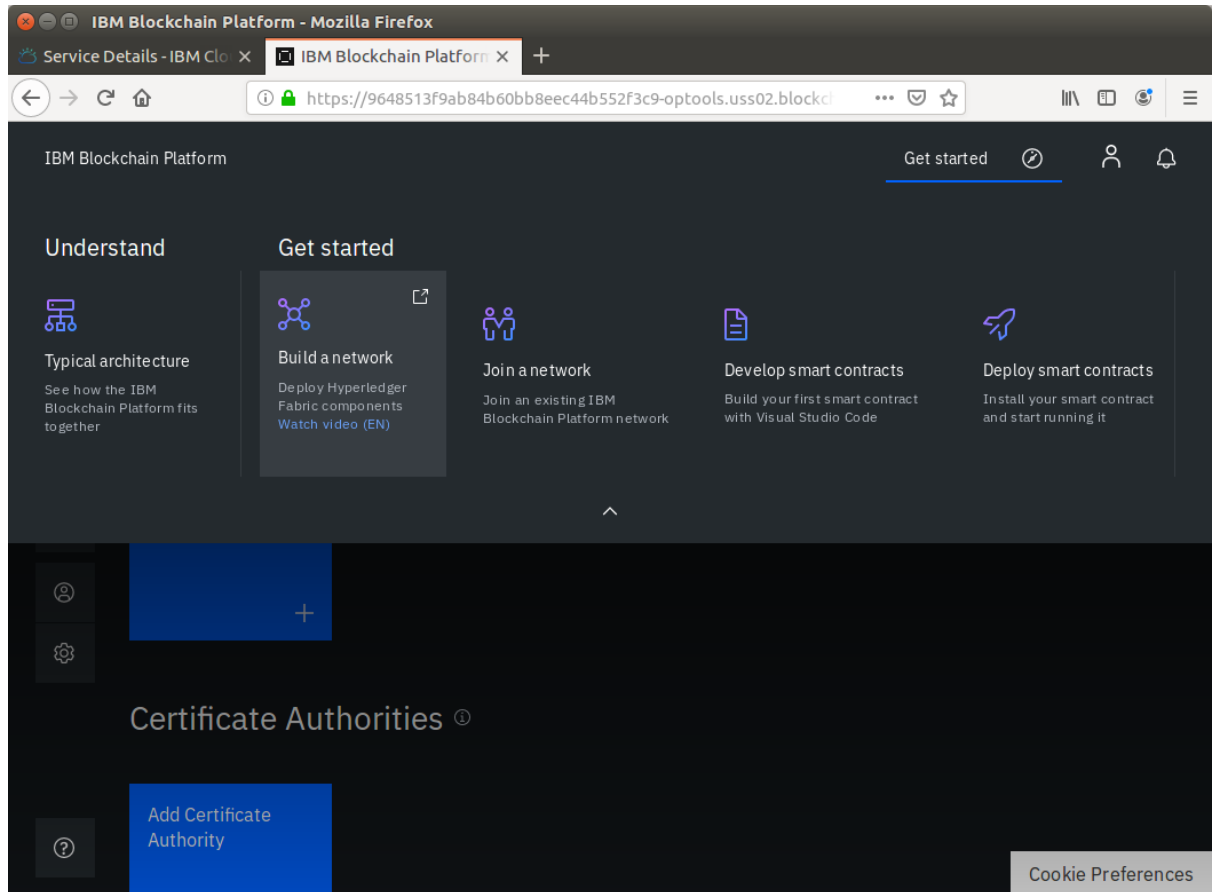 IBM Blockchain Platform - Mozilla Firefox
Service Details - IBM Clo
IBM Blockchain Platform
https://9648513f9ab84b60bb8eec44b552f3c9-optools.uss02.blockch
IBM Blockchain Platform
Get started
Understand
Get started
Typical architecture
See how the IBM
Blockchain Platform fits
together
Build a network
Deploy Hyperledger
Fabric components
Watch video (EN)
Join a network
Join an existing IBM
Blockchain Platform network
Develop smart contracts
Build your first smart contract
with Visual Studio Code
Deploy smart contracts
Install your smart contract
and start running it
Certificate Authorities
Add Certificate
Authority
Cookie Preferences